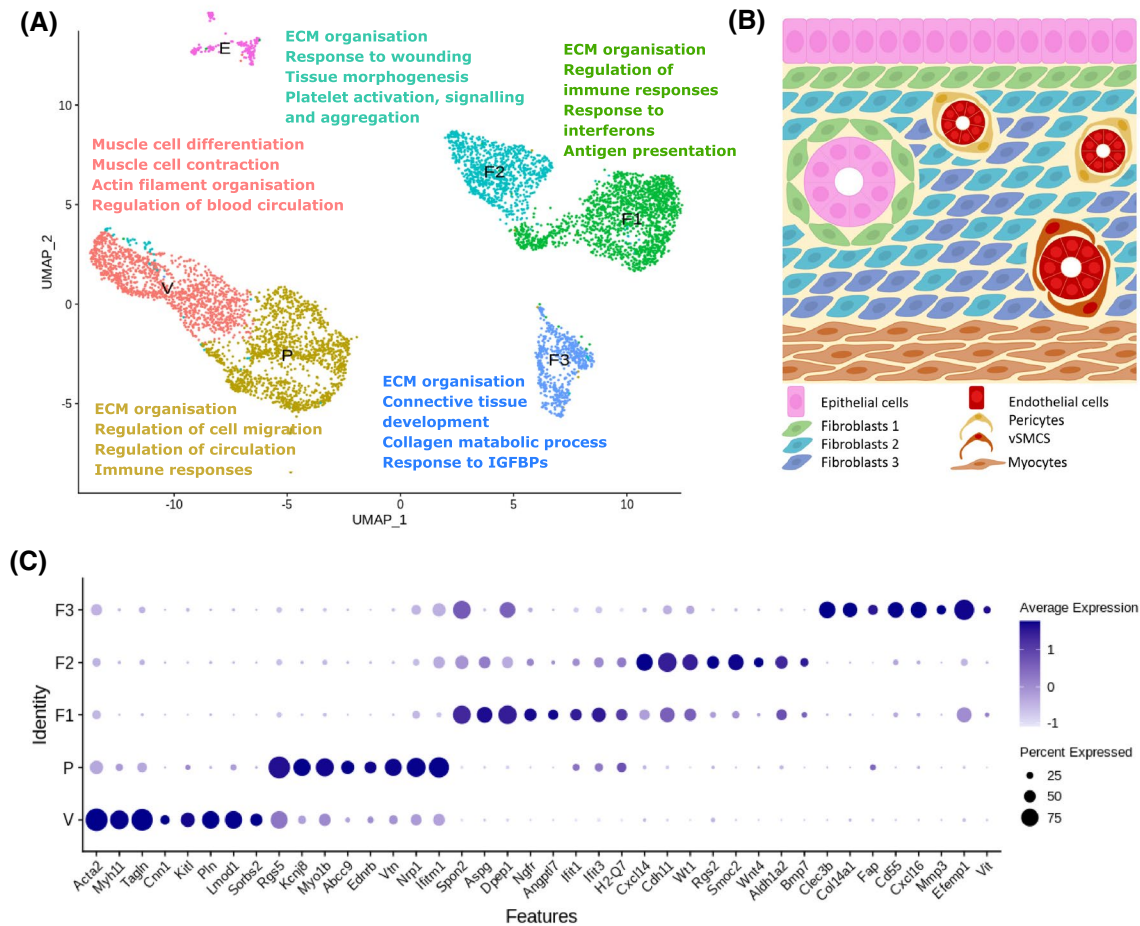 (A)
E
ECM organisation
Response to wounding
Tissue morphogenesis
Platelet activation, signalling
and aggregation
ECM organisation
Regulation of
immune responses
Response to
interferons
Antigen presentation
Muscle cell differentiation
Muscle cell contraction
Actin filament organisation
Regulation of blood circulation
F2
F1
V
P
F3
ECM organisation
Regulation of cell migration
Regulation of circulation
Immune responses
ECM organisation
Connective tissue
development
Collagen matabolic process
Response to IGFBPs
UMAP_2
10
5
0
-5
-10
-5
0
5
10
UMAP_1
(B)
Epithelial cells
Fibroblasts 1
Fibroblasts 2
Fibroblasts 3
Endothelial cells
Pericytes
vSMCS
Myocytes
(C)
Identity
F3
F2
F1
P
V
Acta2
Myh11
Tagln
Cnn1
Kitl
Pln
Lmod1
Sorbs2
Rgs5
Kcnj8
Myo1b
Abcc9
Ednrb
Vtn
Nrp1
Ifitm1
Spon2
Aspg
Dpep1
Ngfr
Angptl7
Ifit1
Ifit3
H2-Q7
Cxcl14
Cdh11
Wt1
Rgs2
Smoc2
Wnt4
Aldh1a2
Bmp7
Clec3b
Col14a1
Fap
Cd55
Cxcl16
Mmp3
Efemp1
Vit
Features
Average Expression
1
0
-1
Percent Expressed
25
50
75